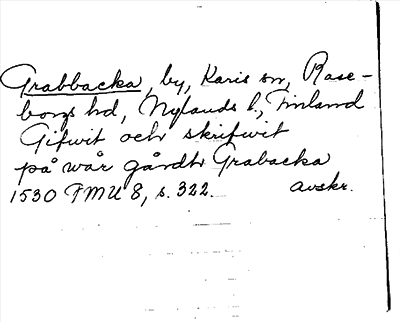 Grabbacka, by, Karis sn, Rase-
borgs hd, Nylands l., Finland
Gifwit och skrifwit
på wår gårdh Grabacka
1530 FMU 8, s. 322. avskr.